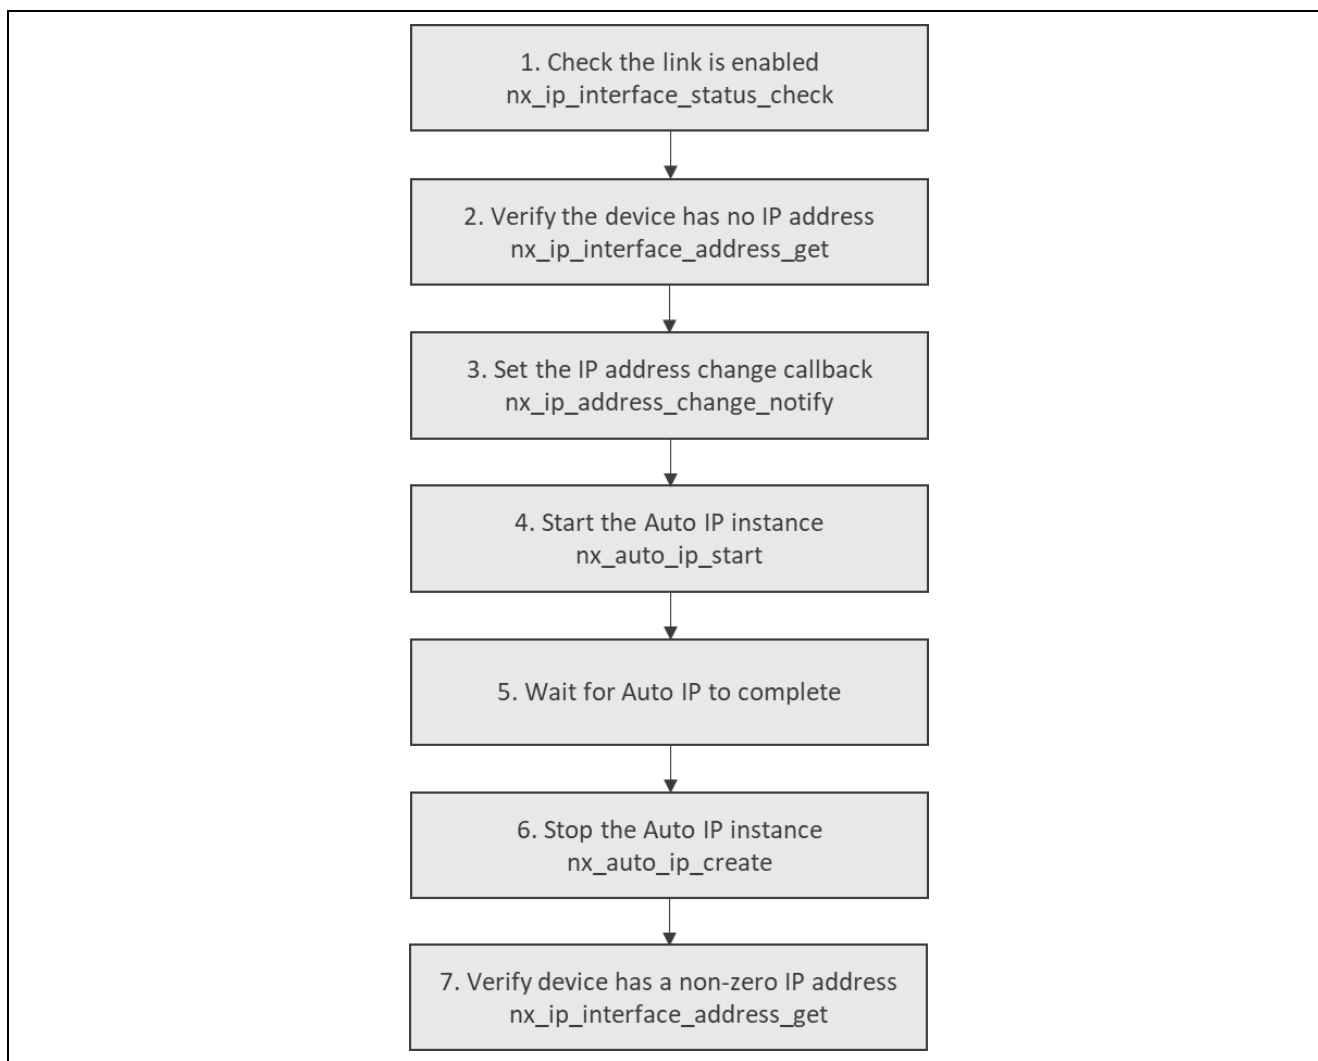 1. Check the link is enabled
nx_ip_interface_status_check
2. Verify the device has no IP address
nx_ip_interface_address_get
3. Set the IP address change callback
nx_ip_address_change_notify
4. Start the Auto IP instance
nx_auto_ip_start
5. Wait for Auto IP to complete
6. Stop the Auto IP instance
nx_auto_ip_create
7. Verify device has a non-zero IP address
nx_ip_interface_address_get